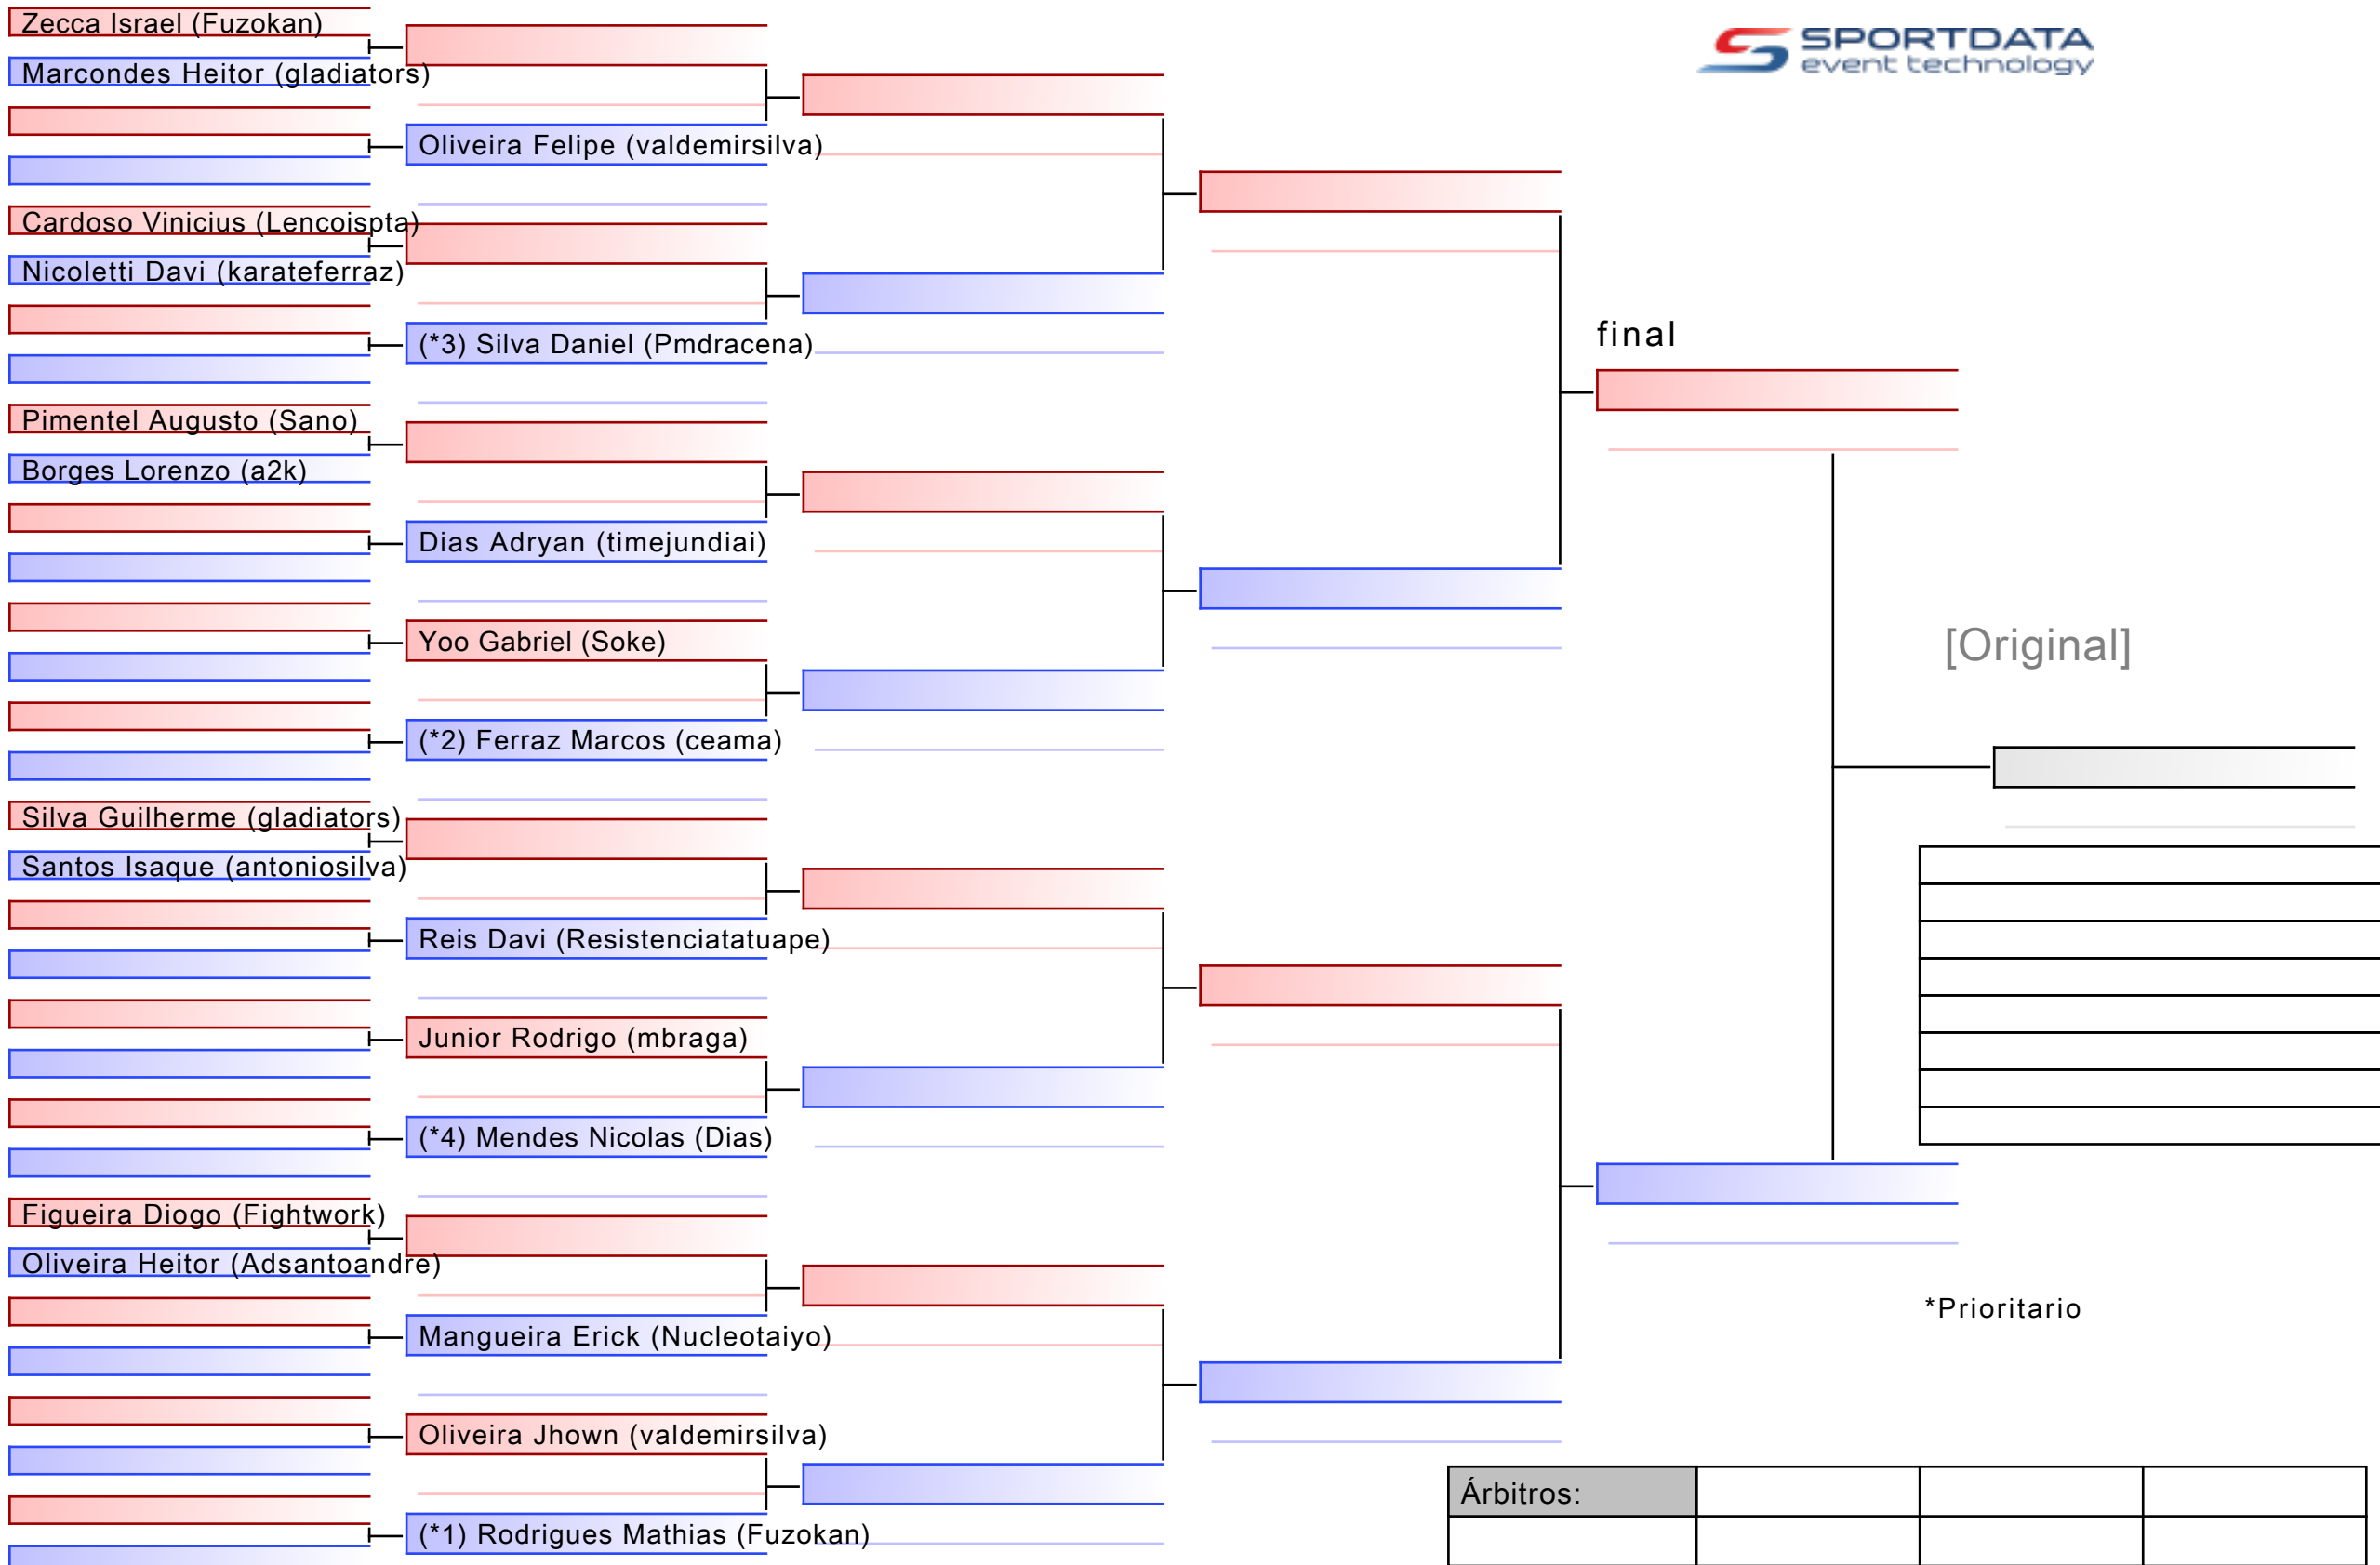 Zecca Israel (Fuzokan)
Marcondes Heitor (gladiators)
SPORTDATA
event technology
Oliveira Felipe (valdemirsilva)
Cardoso Vinicius (Lencoispta)
Nicoletti Davi (karateferraz)
(*3) Silva Daniel (Pmdracena)
final
Pimentel Augusto (Sano)
Borges Lorenzo (a2k)
Dias Adryan (timejundiai)
Yoo Gabriel (Soke)
[Original]
(*2) Ferraz Marcos (ceama)
Silva Guilherme (gladiators)
Santos Isaque (antoniosilva)
Reis Davi (Resistenciatatuape)
Junior Rodrigo (mbraga)
(*4) Mendes Nicolas (Dias)
Figueira Diogo (Fightwork)
Oliveira Heitor (Adsantoandre)
*Prioritario
Mangueira Erick (Nucleotaiyo)
Oliveira Jhown (valdemirsilva)
Árbitros:
(*1) Rodrigues Mathias (Fuzokan)